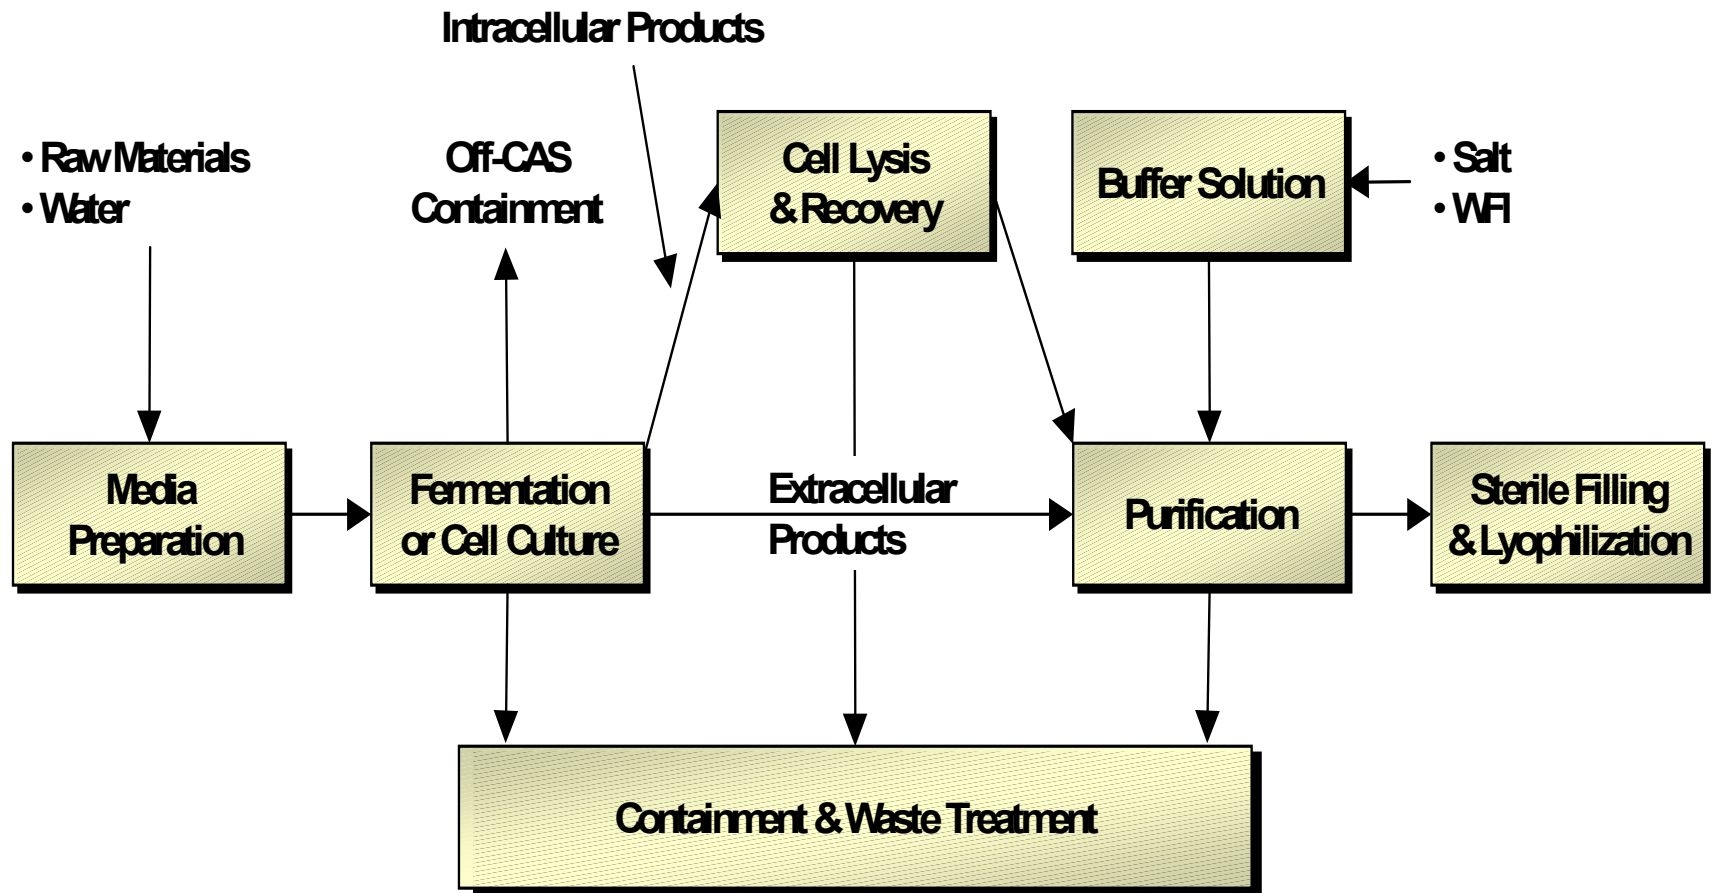 Intracellular Products
• Raw Materials
• Water
Off-CAS
Containment
Cell Lysis
& Recovery
Buffer Solution
• Salt
• WFI
Media
Preparation
Fermentation
or Cell Culture
Extracellular
Products
Purification
Sterile Filling
& Lyophilization
Containment & Waste Treatment